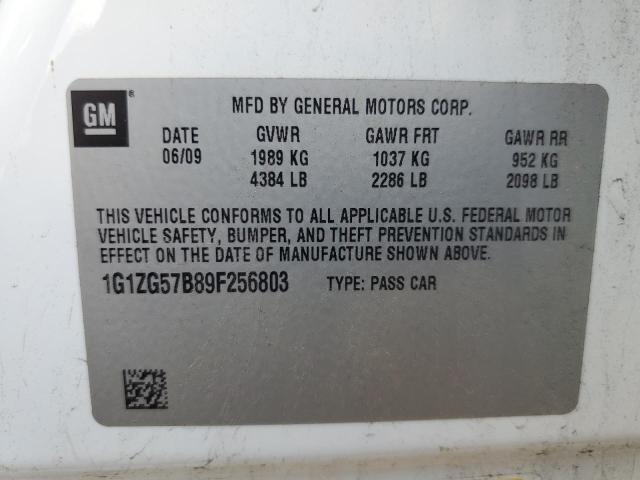 GM®
MFD BY GENERAL MOTORS CORP.
DATE GVWR GAWR FRT GAWR RR
06/09 1989 KG 1037 KG 952 KG
4384 LB 2286 LB 2098 LB
THIS VEHICLE CONFORMS TO ALL APPLICABLE U.S. FEDERAL MOTOR
VEHICLE SAFETY, BUMPER, AND THEFT PREVENTION STANDARDS IN
EFFECT ON THE DATE OF MANUFACTURE SHOWN ABOVE.
1G1ZG57B89F256803 TYPE: PASS CAR